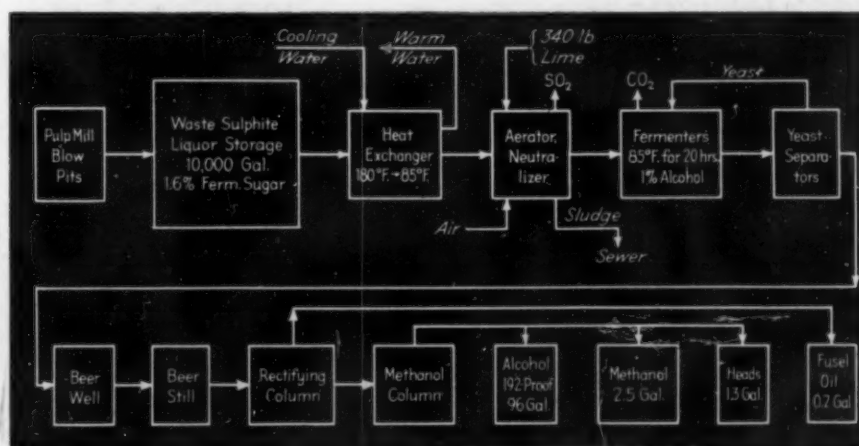 Cooling
Water
Warm
Water
340 lb
Lime
SO2
CO2
Yeast
Pulp Mill
Blow
Pits
Waste Sulphite
Liquor Storage
10,000 Gal.
1.6% Ferm. Sugar
Heat
Exchanger
180°F.→85°F.
Aerator,
Neutra-
lizer
Fermenters
85°F. for 20 hrs.
1% Alcohol
Yeast
Separ-
ators
Air
Sludge
Sewer
Beer
Well
Beer
Still
Rectifying
Column
Methanol
Column
Alcohol
192-Proof
96 Gal.
Methanol
2.5 Gal.
Heads
1.3 Gal.
Fusel
Oil
0.2 Gal.